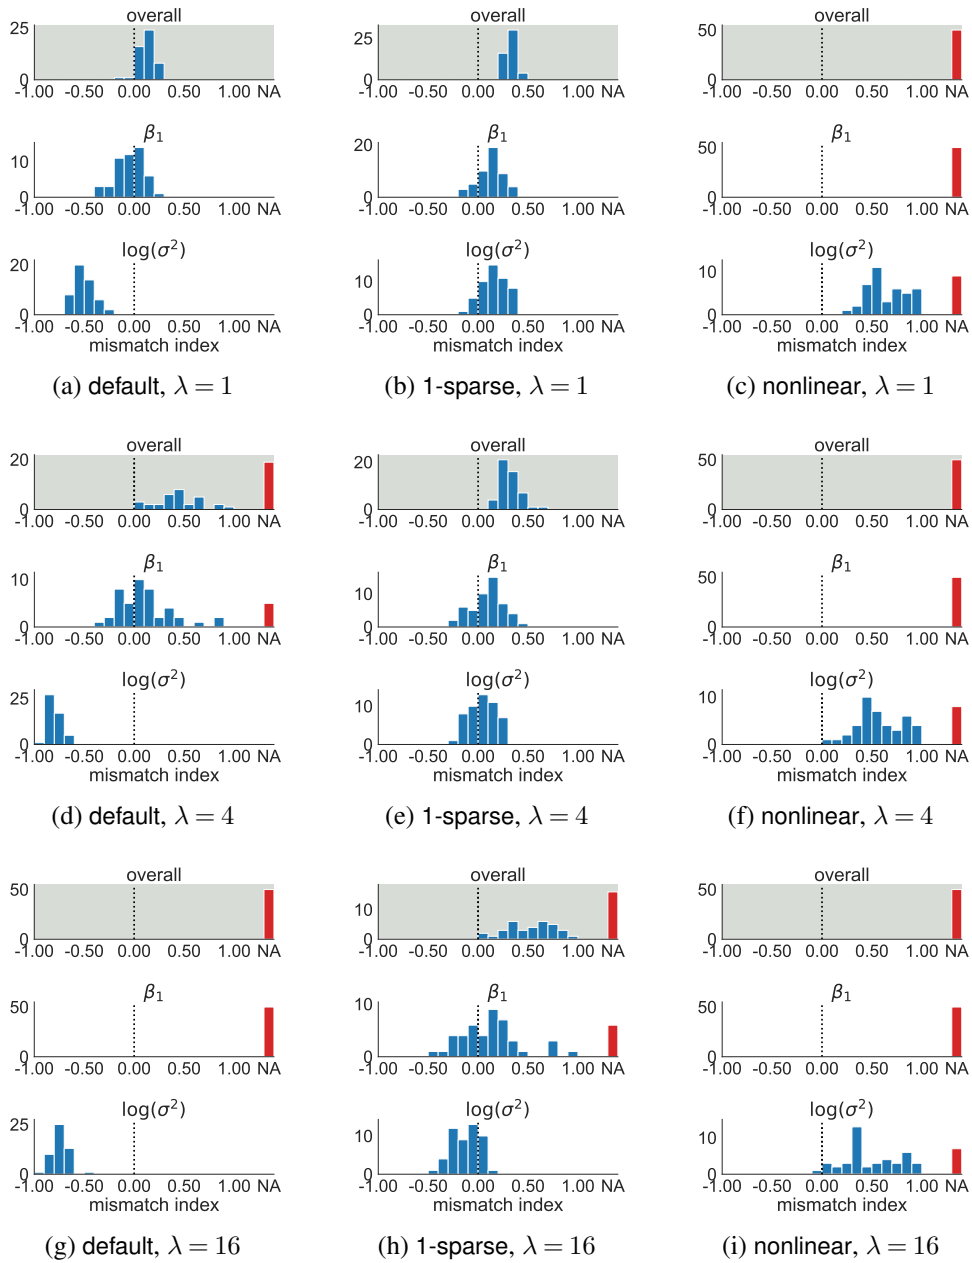 overall overall overall
25 25 50
0 0 0
-1.00 -0.50 0.00 0.50 1.00 NA -1.00 -0.50 0.00 0.50 1.00 NA -1.00 -0.50 0.00 0.50 1.00 NA
β₁ β₁ β₁
10 20 50
0 0 0
-1.00 -0.50 0.00 0.50 1.00 NA -1.00 -0.50 0.00 0.50 1.00 NA -1.00 -0.50 0.00 0.50 1.00 NA
log(σ²) log(σ²) log(σ²)
20 10 10
0 0 0
-1.00 -0.50 0.00 0.50 1.00 NA -1.00 -0.50 0.00 0.50 1.00 NA -1.00 -0.50 0.00 0.50 1.00 NA
mismatch index mismatch index mismatch index
(a) default, λ = 1 (b) 1-sparse, λ = 1 (c) nonlinear, λ = 1
overall overall overall
20 20 50
0 0 0
-1.00 -0.50 0.00 0.50 1.00 NA -1.00 -0.50 0.00 0.50 1.00 NA -1.00 -0.50 0.00 0.50 1.00 NA
β₁ β₁ β₁
10 10 50
0 0 0
-1.00 -0.50 0.00 0.50 1.00 NA -1.00 -0.50 0.00 0.50 1.00 NA -1.00 -0.50 0.00 0.50 1.00 NA
log(σ²) log(σ²) log(σ²)
25 10 10
0 0 0
-1.00 -0.50 0.00 0.50 1.00 NA -1.00 -0.50 0.00 0.50 1.00 NA -1.00 -0.50 0.00 0.50 1.00 NA
mismatch index mismatch index mismatch index
(d) default, λ = 4 (e) 1-sparse, λ = 4 (f) nonlinear, λ = 4
overall overall overall
50 10 50
0 0 0
-1.00 -0.50 0.00 0.50 1.00 NA -1.00 -0.50 0.00 0.50 1.00 NA -1.00 -0.50 0.00 0.50 1.00 NA
β₁ β₁ β₁
50 10 50
0 0 0
-1.00 -0.50 0.00 0.50 1.00 NA -1.00 -0.50 0.00 0.50 1.00 NA -1.00 -0.50 0.00 0.50 1.00 NA
log(σ²) log(σ²) log(σ²)
25 10 10
0 0 0
-1.00 -0.50 0.00 0.50 1.00 NA -1.00 -0.50 0.00 0.50 1.00 NA -1.00 -0.50 0.00 0.50 1.00 NA
mismatch index mismatch index mismatch index
(g) default, λ = 16 (h) 1-sparse, λ = 16 (i) nonlinear, λ = 16